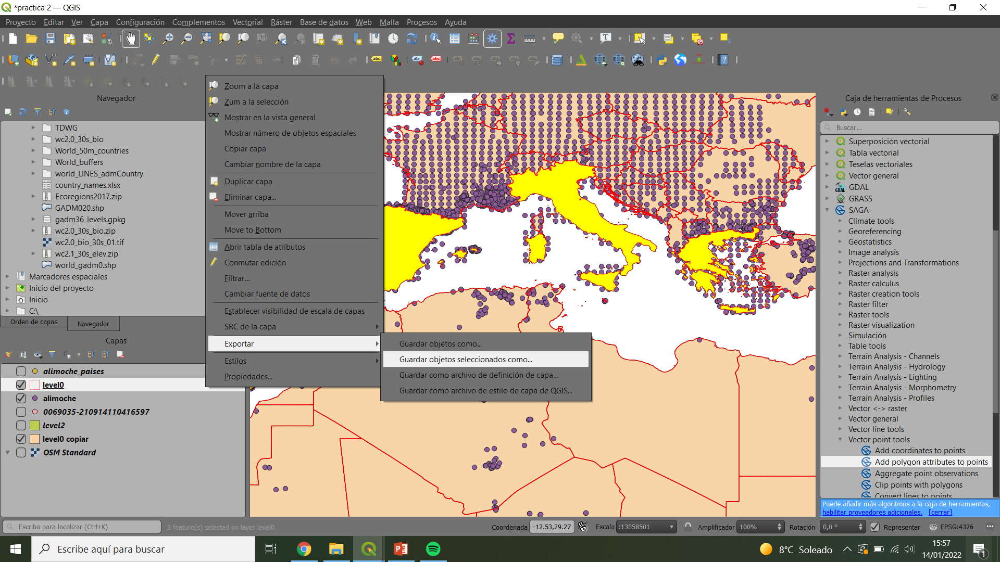 *practica 2 — QGIS
Proyecto Editar Ver Capa Configuración Complementos Vectorial Ráster Base de datos Web Malla Procesos Ayuda
Navegador
TDWG
wc2.0_30s_bio
World_50m_countries
World_buffers
world_LINES_admCountry
country_names.xlsx
Ecoregions2017.zip
GADM020.shp
gadm36_levels.gpkg
wc2.0_30s_bio.zip
wc2.0_bio_30s_01.tif
wc2.1_30s_elev.zip
world_gadm0.shp
Marcadores espaciales
Inicio del proyecto
Inicio
C:\
Orden de capas Navegador
Capas
alimoche_paises
level0
alimoche
0069035-210914110416597
level2
level0 copiar
OSM Standard
Zoom a la capa
Zum a la selección
Mostrar en la vista general
Mostrar número de objetos espaciales
Copiar capa
Cambiar nombre de la capa
Duplicar capa
Eliminar capa...
Mover arriba
Move to Bottom
Abrir tabla de atributos
Conmutar edición
Filtrar...
Cambiar fuente de datos
Establecer visibilidad de escala de capas
SRC de la capa
Exportar
Estilos
Propiedades...
Guardar objetos como...
Guardar objetos seleccionados como...
Guardar como archivo de definición de capa...
Guardar como archivo de estilo de capa de QGIS...
Caja de herramientas de Procesos
Buscar...
Superposición vectorial
Tabla vectorial
Teselas vectoriales
Vector general
GDAL
GRASS
SAGA
Climate tools
Georeferencing
Geostatistics
Image analysis
Projections and Transformations
Raster analysis
Raster calculus
Raster creation tools
Raster filter
Raster tools
Raster visualization
Simulación
Table tools
Terrain Analysis - Channels
Terrain Analysis - Hydrology
Terrain Analysis - Lighting
Terrain Analysis - Morphometry
Terrain Analysis - Profiles
Vector <-> raster
Vector general
Vector line tools
Vector point tools
Add coordinates to points
Add polygon attributes to points
Aggregate point observations
Clip points with polygons
Convert lines to points
Puede añadir más algoritmos a la caja de herramientas,
habilitar proveedores adicionales. [cerrar]
Escriba para localizar (Ctrl+K) 3 feature(s) selected on layer level0. Coordenada -12.53,29.27 Escala :13058501 Amplificador 100% Rotación 0,0 ° Representar EPSG:4326
Escribe aquí para buscar
8°C Soleado
15:57
14/01/2022
1